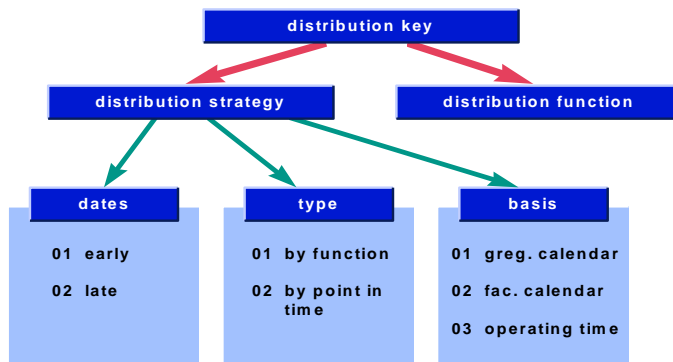 distribution key
distribution strategy
distribution function
dates
type
basis
01 early
02 late
01 by function
02 by point in
time
01 greg. calendar
02 fac. calendar
03 operating time